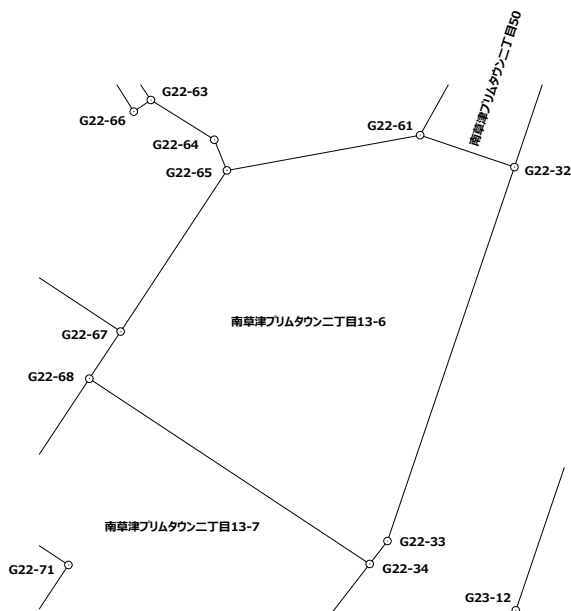 南草津プリムタウン二丁目50
G22-63
G22-66
G22-61
G22-64
G22-65
G22-32
南草津プリムタウン二丁目13-6
G22-67
G22-68
南草津プリムタウン二丁目13-7
G22-33
G22-71
G22-34
G23-12